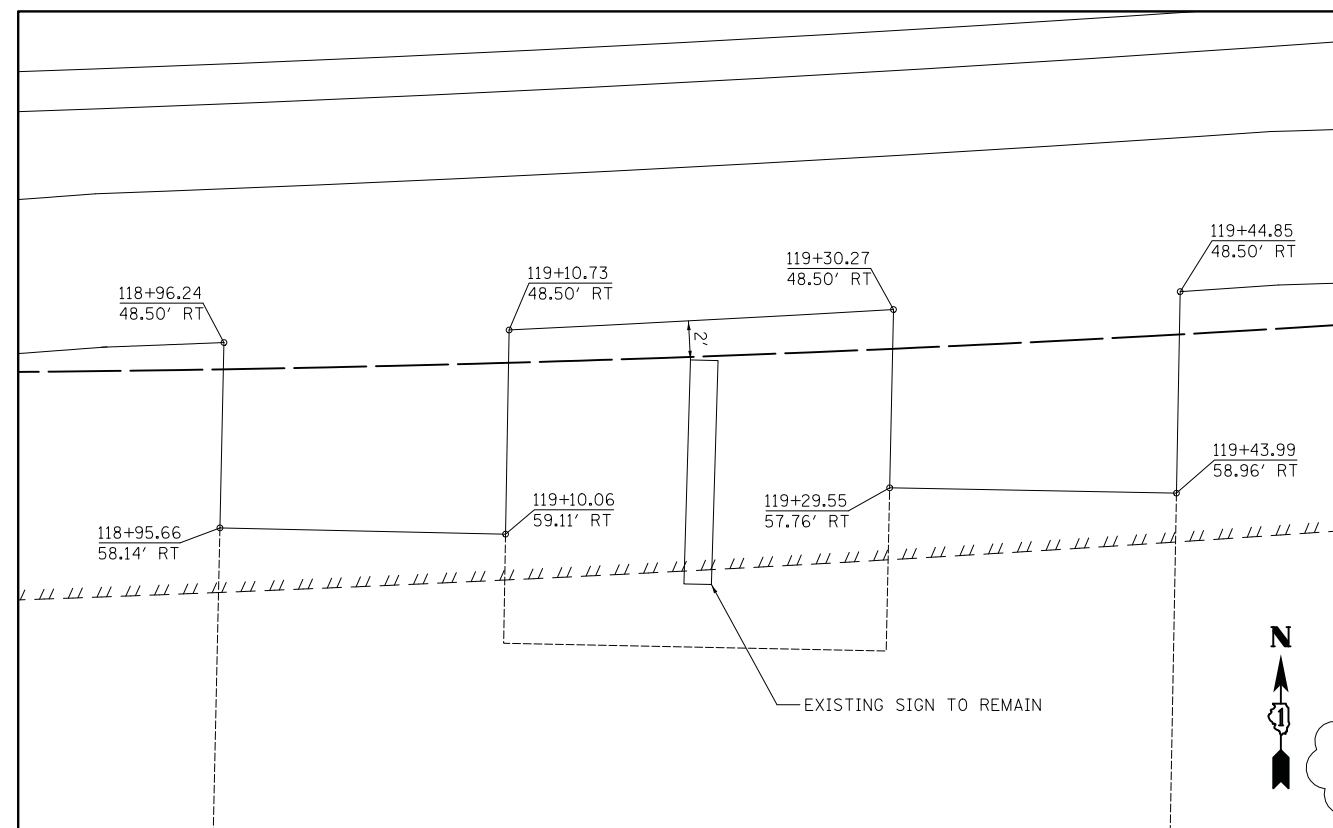 119+44.85
48.50' RT
119+30.27
48.50' RT
119+10.73
48.50' RT
118+96.24
48.50' RT
2'
119+43.99
58.96' RT
119+29.55
57.76' RT
119+10.06
59.11' RT
118+95.66
58.14' RT
N
1
EXISTING SIGN TO REMAIN